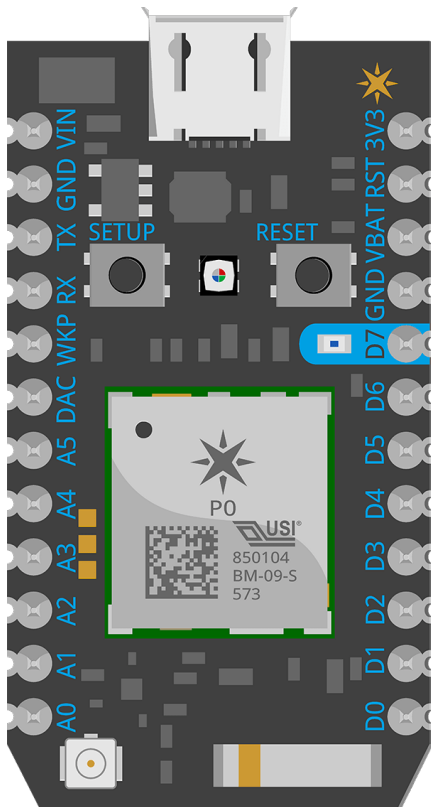 VIN
GND
TX
RX
WKP
DAC
A5
A4
A3
A2
A1
A0
SETUP
RESET
3V3
RST
VBAT
GND
D7
D6
D5
D4
D3
D2
D1
D0
P0
USI®
850104
BM-09-S
573